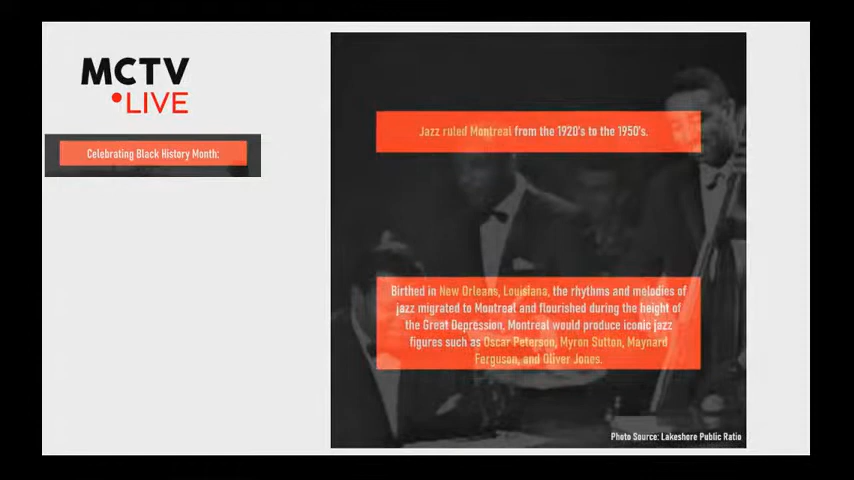 MCTV
LIVE
Celebrating Black History Month:
Jazz ruled Montreal from the 1920's to the 1950's.
Birthed in New Orleans, Louisiana, the rhythms and melodies of
jazz migrated to Montreal and flourished during the height of
the Great Depression, Montreal would produce iconic jazz
figures such as Oscar Peterson, Myron Sutton, Maynard
Ferguson, and Oliver Jones.
Photo Source: Lakeshore Public Ratio